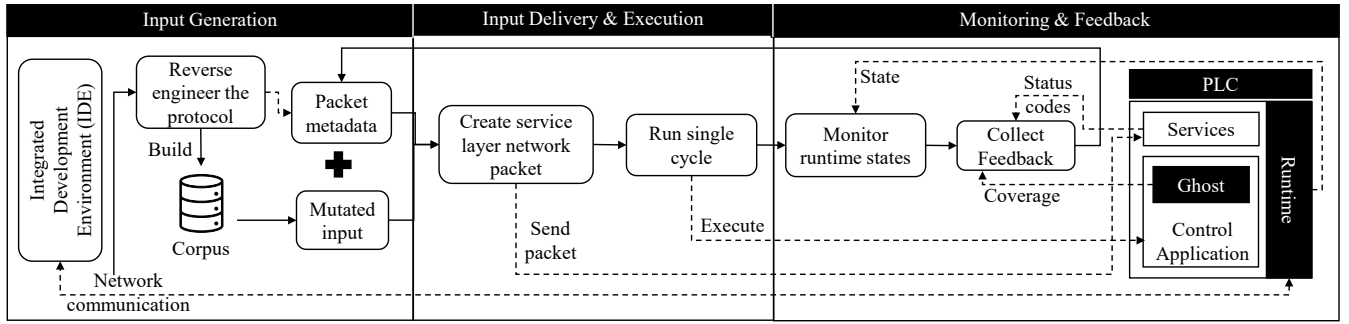 Input Generation
Input Delivery & Execution
Monitoring & Feedback
Integrated
Development
Environment (IDE)
Reverse
engineer the
protocol
Build
Corpus
Packet
metadata
Mutated
input
Network
communication
Create service
layer network
packet
Send
packet
Run single
cycle
Execute
State
Monitor
runtime states
Status
codes
Collect
Feedback
Coverage
PLC
Services
Ghost
Control
Application
Runtime